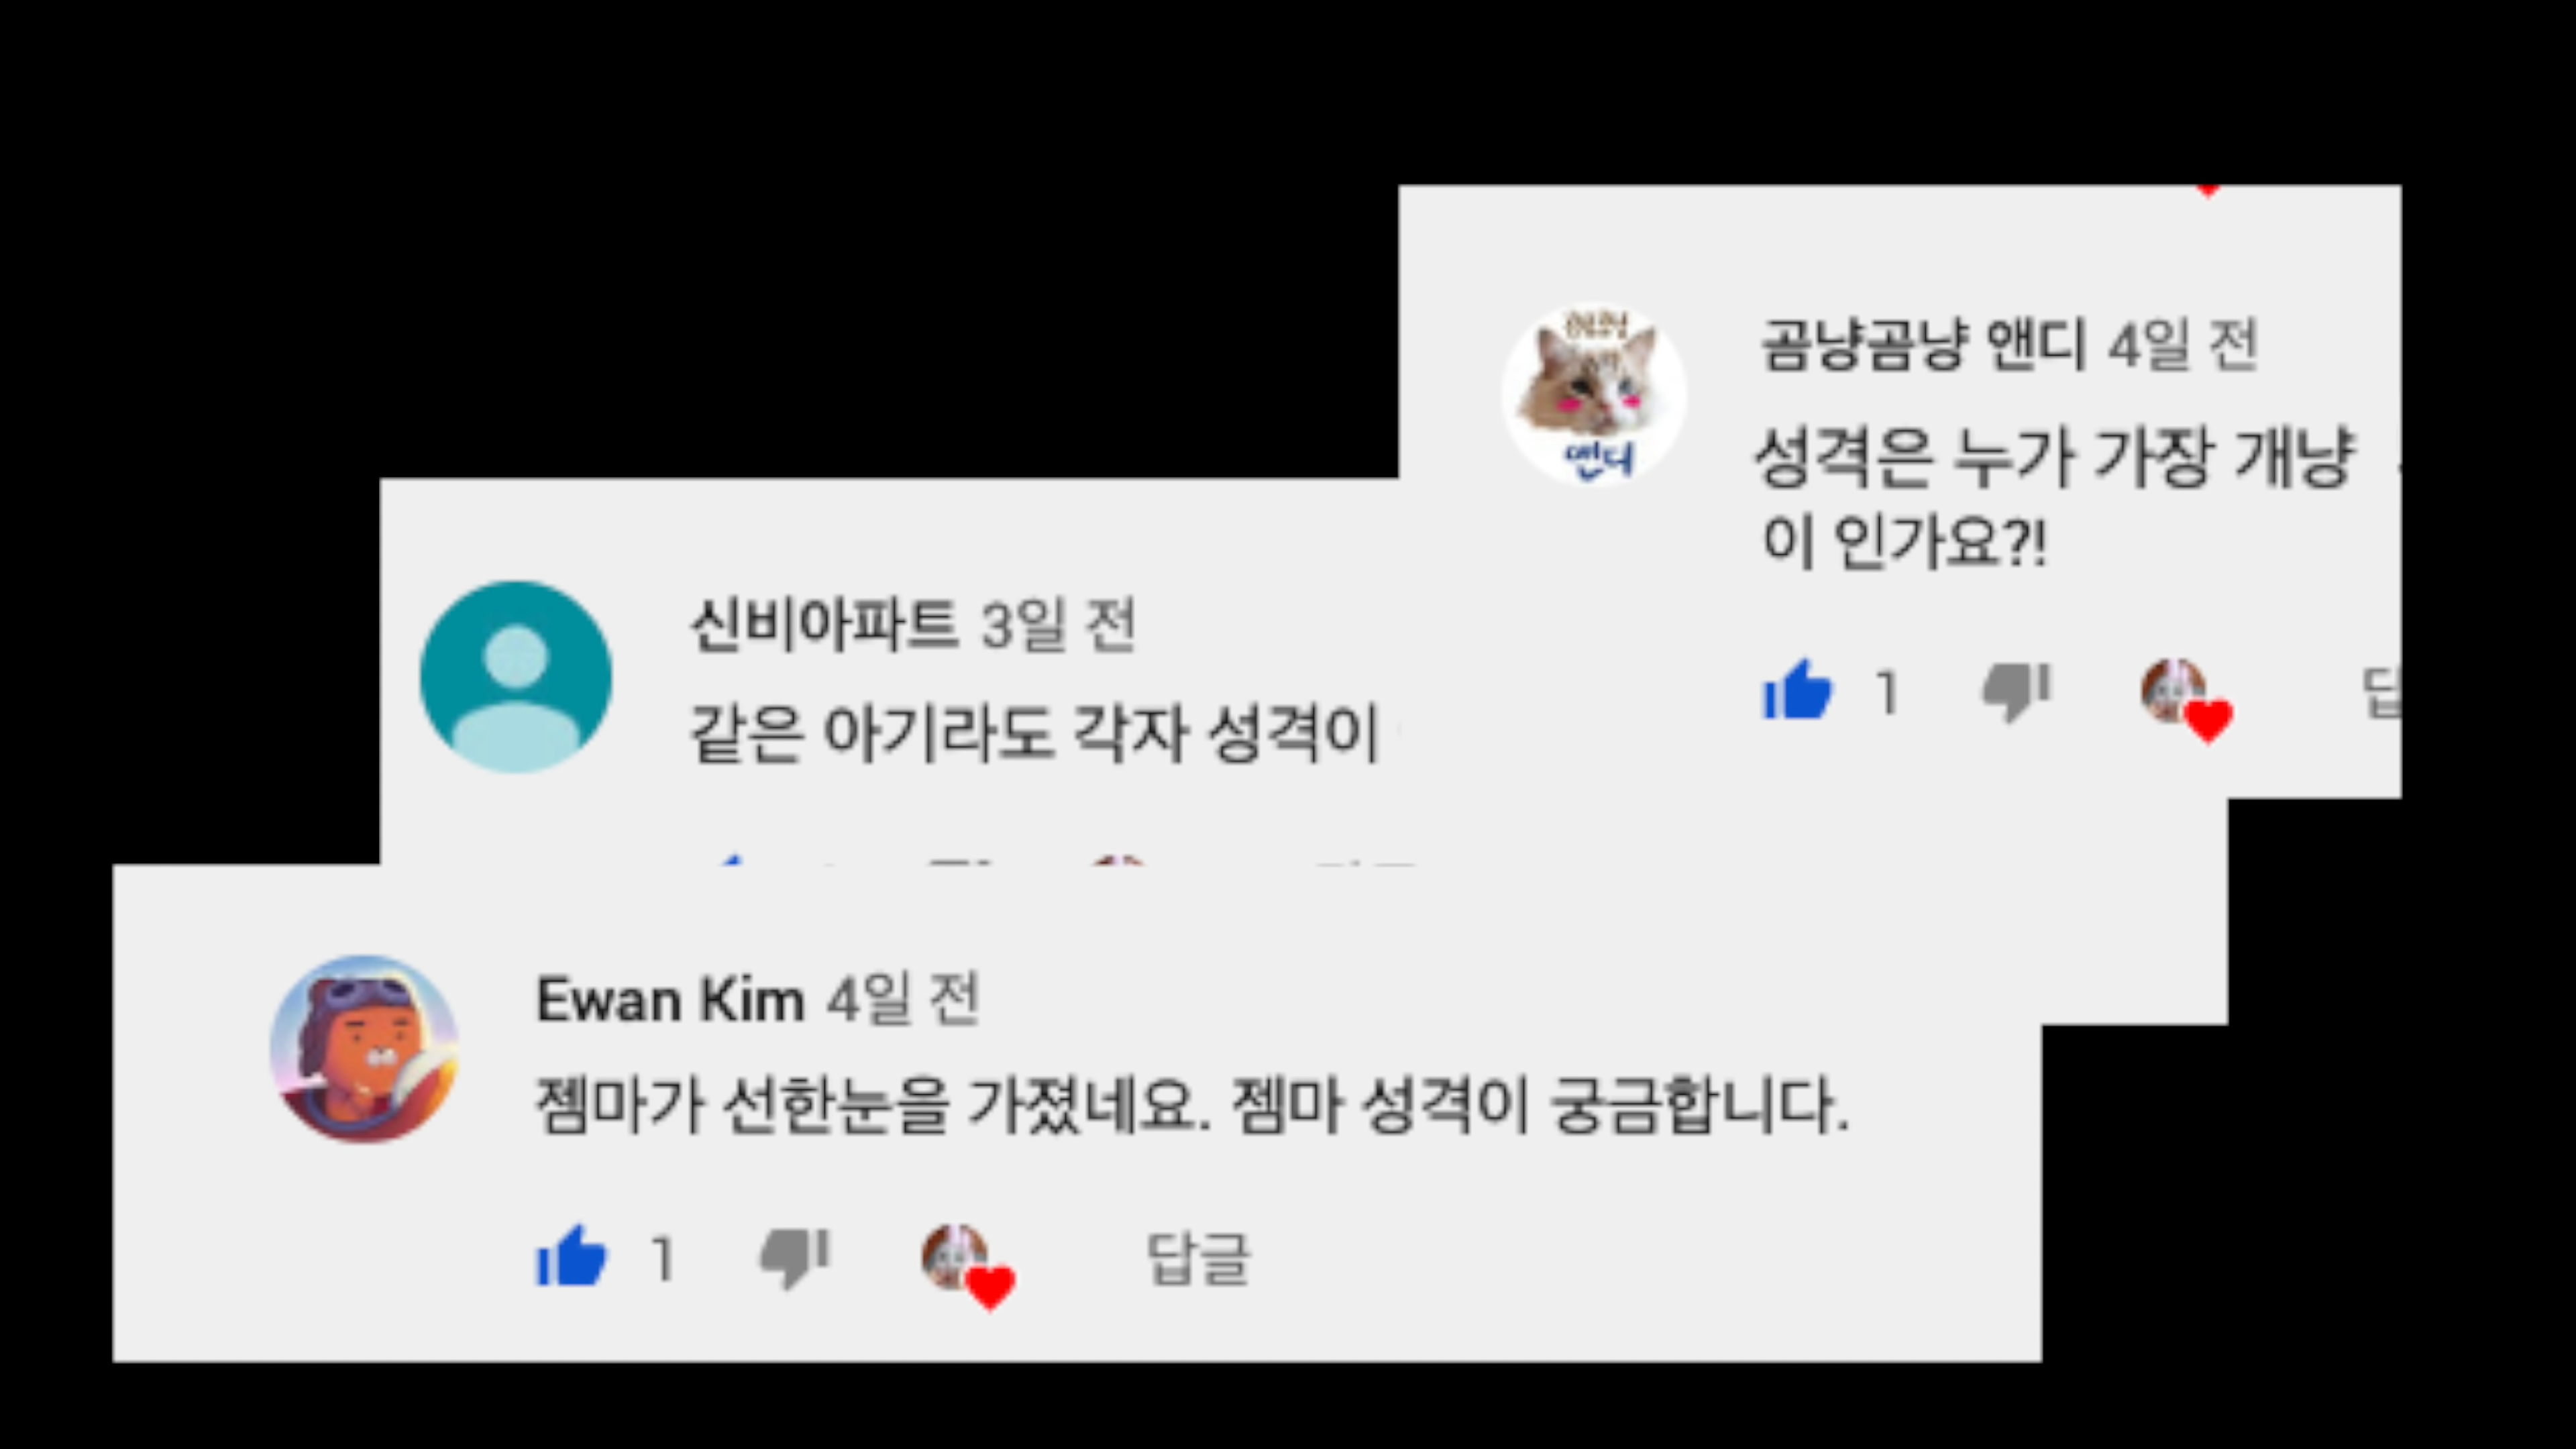 곰냥곰냥 앤디 4일 전
성격은 누가 가장 개냥
이 인가요?!
1
앤디
신비아파트 3일 전
같은 아기라도 각자 성격이
Ewan Kim 4일 전
젬마가 선한눈을 가졌네요. 젬마 성격이 궁금합니다.
1 답글